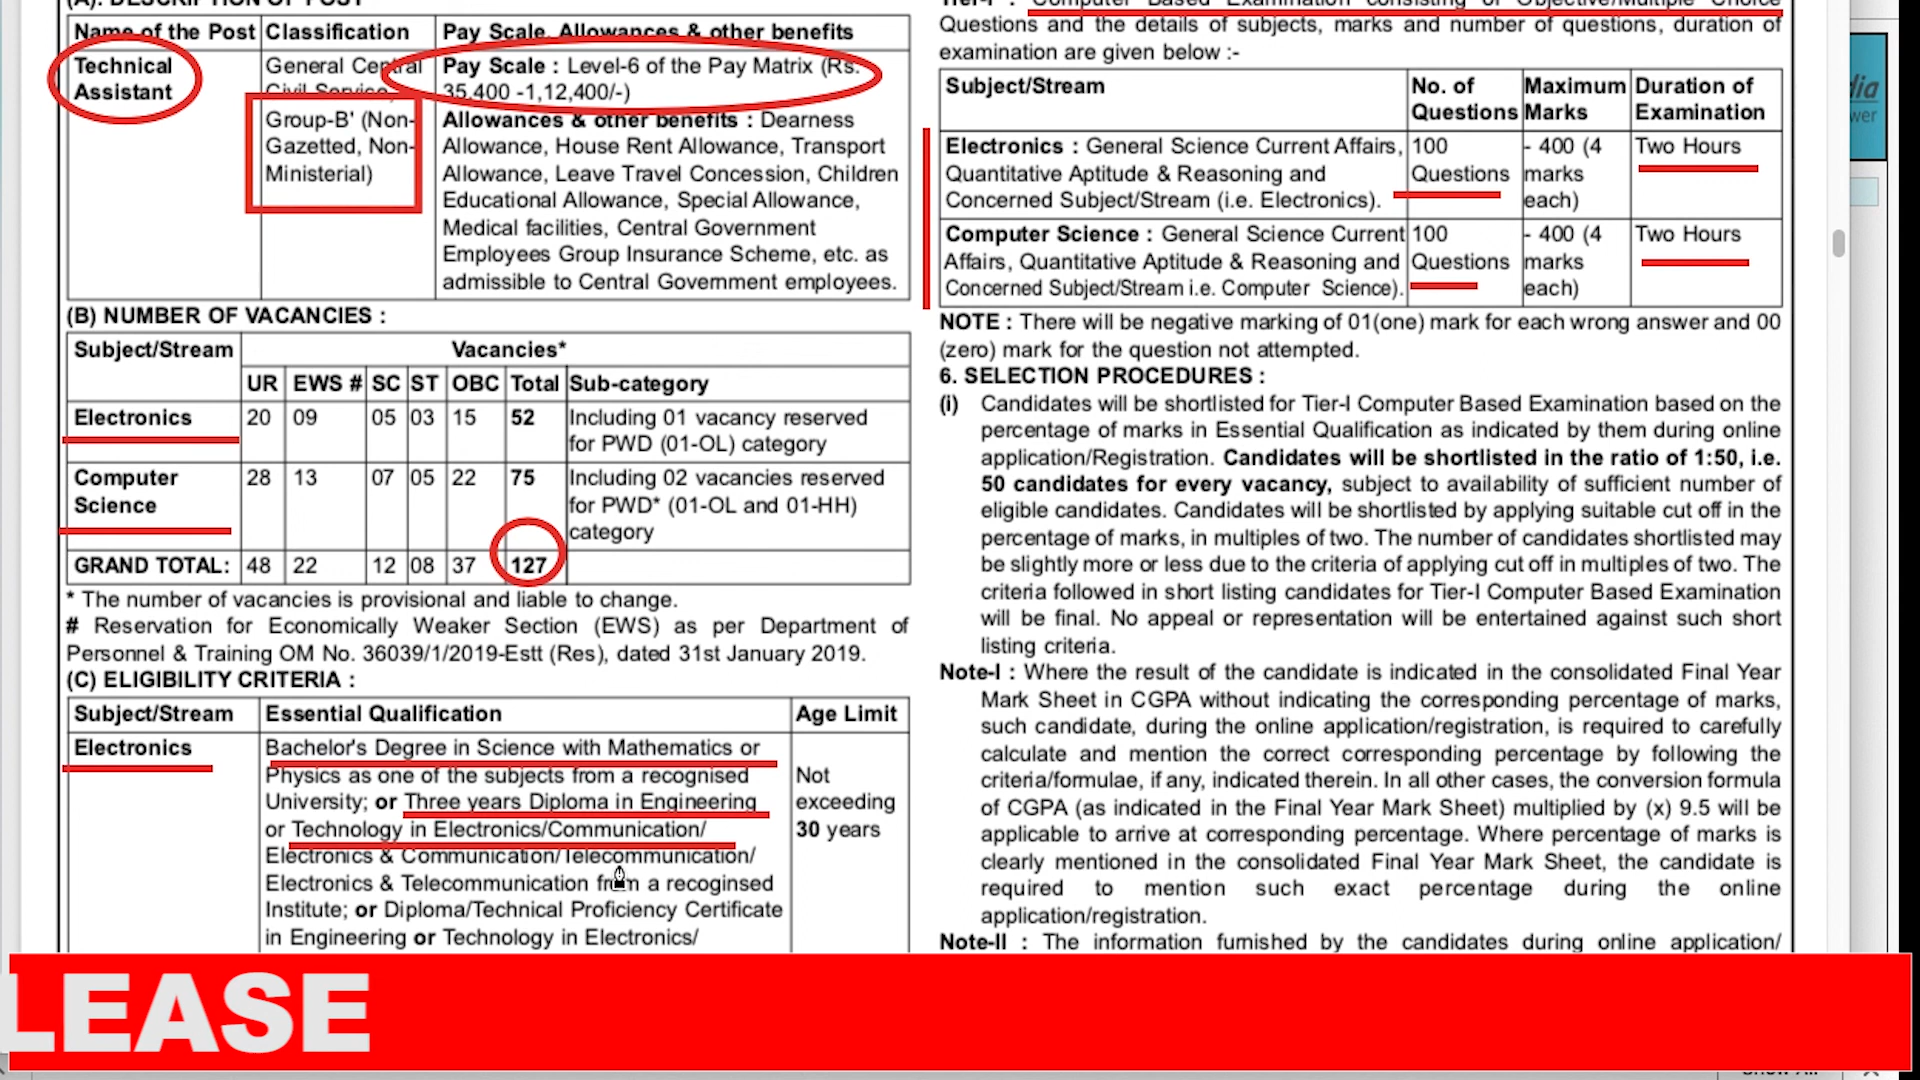 (A). DESCRIPTION OF POST
Name of the Post Classification Pay Scale, Allowances & other benefits
Technical Assistant
General Central Civil Service,
Group-B' (Non-
Gazetted, Non-
Ministerial)
Pay Scale : Level-6 of the Pay Matrix (Rs.
35,400 -1,12,400/-)
Allowances & other benefits : Dearness
Allowance, House Rent Allowance, Transport
Allowance, Leave Travel Concession, Children
Educational Allowance, Special Allowance,
Medical facilities, Central Government
Employees Group Insurance Scheme, etc. as
admissible to Central Government employees.
(B) NUMBER OF VACANCIES :
Subject/Stream Vacancies*
UR EWS # SC ST OBC Total Sub-category
Electronics 20 09 05 03 15 52 Including 01 vacancy reserved
for PWD (01-OL) category
Computer Science 28 13 07 05 22 75 Including 02 vacancies reserved
for PWD* (01-OL and 01-HH)
category
GRAND TOTAL: 48 22 12 08 37 127
* The number of vacancies is provisional and liable to change.
# Reservation for Economically Weaker Section (EWS) as per Department of
Personnel & Training OM No. 36039/1/2019-Estt (Res), dated 31st January 2019.
(C) ELIGIBILITY CRITERIA :
Subject/Stream Essential Qualification Age Limit
Electronics
Bachelor's Degree in Science with Mathematics or
Physics as one of the subjects from a recognised
University; or Three years Diploma in Engineering
or Technology in Electronics/Communication/
Electronics & Communication/Telecommunication/
Electronics & Telecommunication from a recoginsed
Institute; or Diploma/Technical Proficiency Certificate
in Engineering or Technology in Electronics/
Not
exceeding
30 years
Tier-I : Computer Based Examination consisting of Objective/Multiple Choice
Questions and the details of subjects, marks and number of questions, duration of
examination are given below :-
Subject/Stream No. of Questions Maximum Marks Duration of Examination
Electronics : General Science Current Affairs,
Quantitative Aptitude & Reasoning and
Concerned Subject/Stream (i.e. Electronics).
100
Questions
- 400 (4
marks
each)
Two Hours
Computer Science : General Science Current
Affairs, Quantitative Aptitude & Reasoning and
Concerned Subject/Stream i.e. Computer Science).
100
Questions
- 400 (4
marks
each)
Two Hours
NOTE : There will be negative marking of 01(one) mark for each wrong answer and 00
(zero) mark for the question not attempted.
6. SELECTION PROCEDURES :
(i) Candidates will be shortlisted for Tier-I Computer Based Examination based on the
percentage of marks in Essential Qualification as indicated by them during online
application/Registration. Candidates will be shortlisted in the ratio of 1:50, i.e.
50 candidates for every vacancy, subject to availability of sufficient number of
eligible candidates. Candidates will be shortlisted by applying suitable cut off in the
percentage of marks, in multiples of two. The number of candidates shortlisted may
be slightly more or less due to the criteria of applying cut off in multiples of two. The
criteria followed in short listing candidates for Tier-I Computer Based Examination
will be final. No appeal or representation will be entertained against such short
listing criteria.
Note-I : Where the result of the candidate is indicated in the consolidated Final Year
Mark Sheet in CGPA without indicating the corresponding percentage of marks,
such candidate, during the online application/registration, is required to carefully
calculate and mention the correct corresponding percentage by following the
criteria/formulae, if any, indicated therein. In all other cases, the conversion formula
of CGPA (as indicated in the Final Year Mark Sheet) multiplied by (x) 9.5 will be
applicable to arrive at corresponding percentage. Where percentage of marks is
clearly mentioned in the consolidated Final Year Mark Sheet, the candidate is
required to mention such exact percentage during the online
application/registration.
Note-II : The information furnished by the candidates during online application/
dia
wer
LEASE